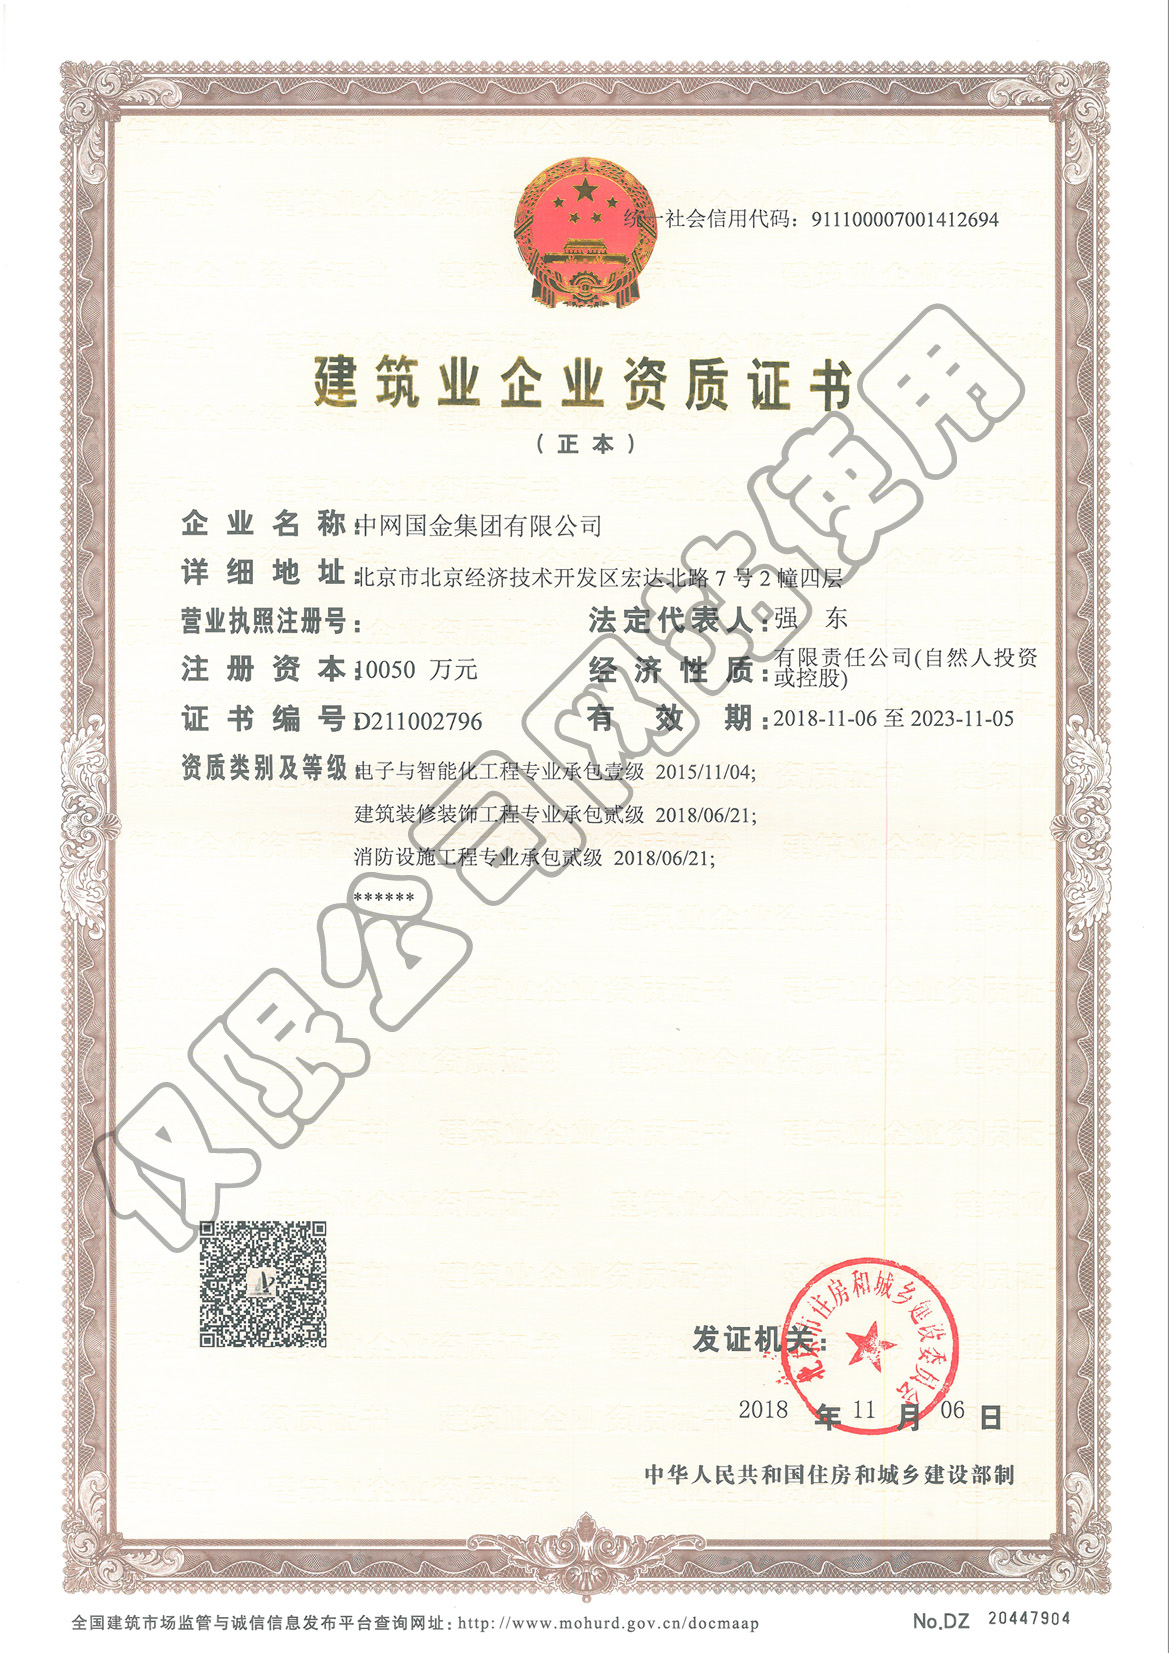 统一社会信用代码：911100007001412694
建筑业企业资质证书
（正本）
企业名称：中网国金集团有限公司
详细地址：北京市北京经济技术开发区宏达北路7号2幢四层
营业执照注册号：
法定代表人：强 东
注册资本：10050 万元
经济性质：有限责任公司(自然人投资
或控股)
证书编号：D211002796
有效期：2018-11-06 至 2023-11-05
资质类别及等级：电子与智能化工程专业承包壹级 2015/11/04;
建筑装修装饰工程专业承包贰级 2018/06/21;
消防设施工程专业承包贰级 2018/06/21;
******
仅限公司网站使用
北京市住房和城乡建设委员会
发证机关：
2018 年 11 月 06 日
中华人民共和国住房和城乡建设部制
全国建筑市场监管与诚信信息发布平台查询网址：http://www.mohurd.gov.cn/docmaap
No.DZ 20447904